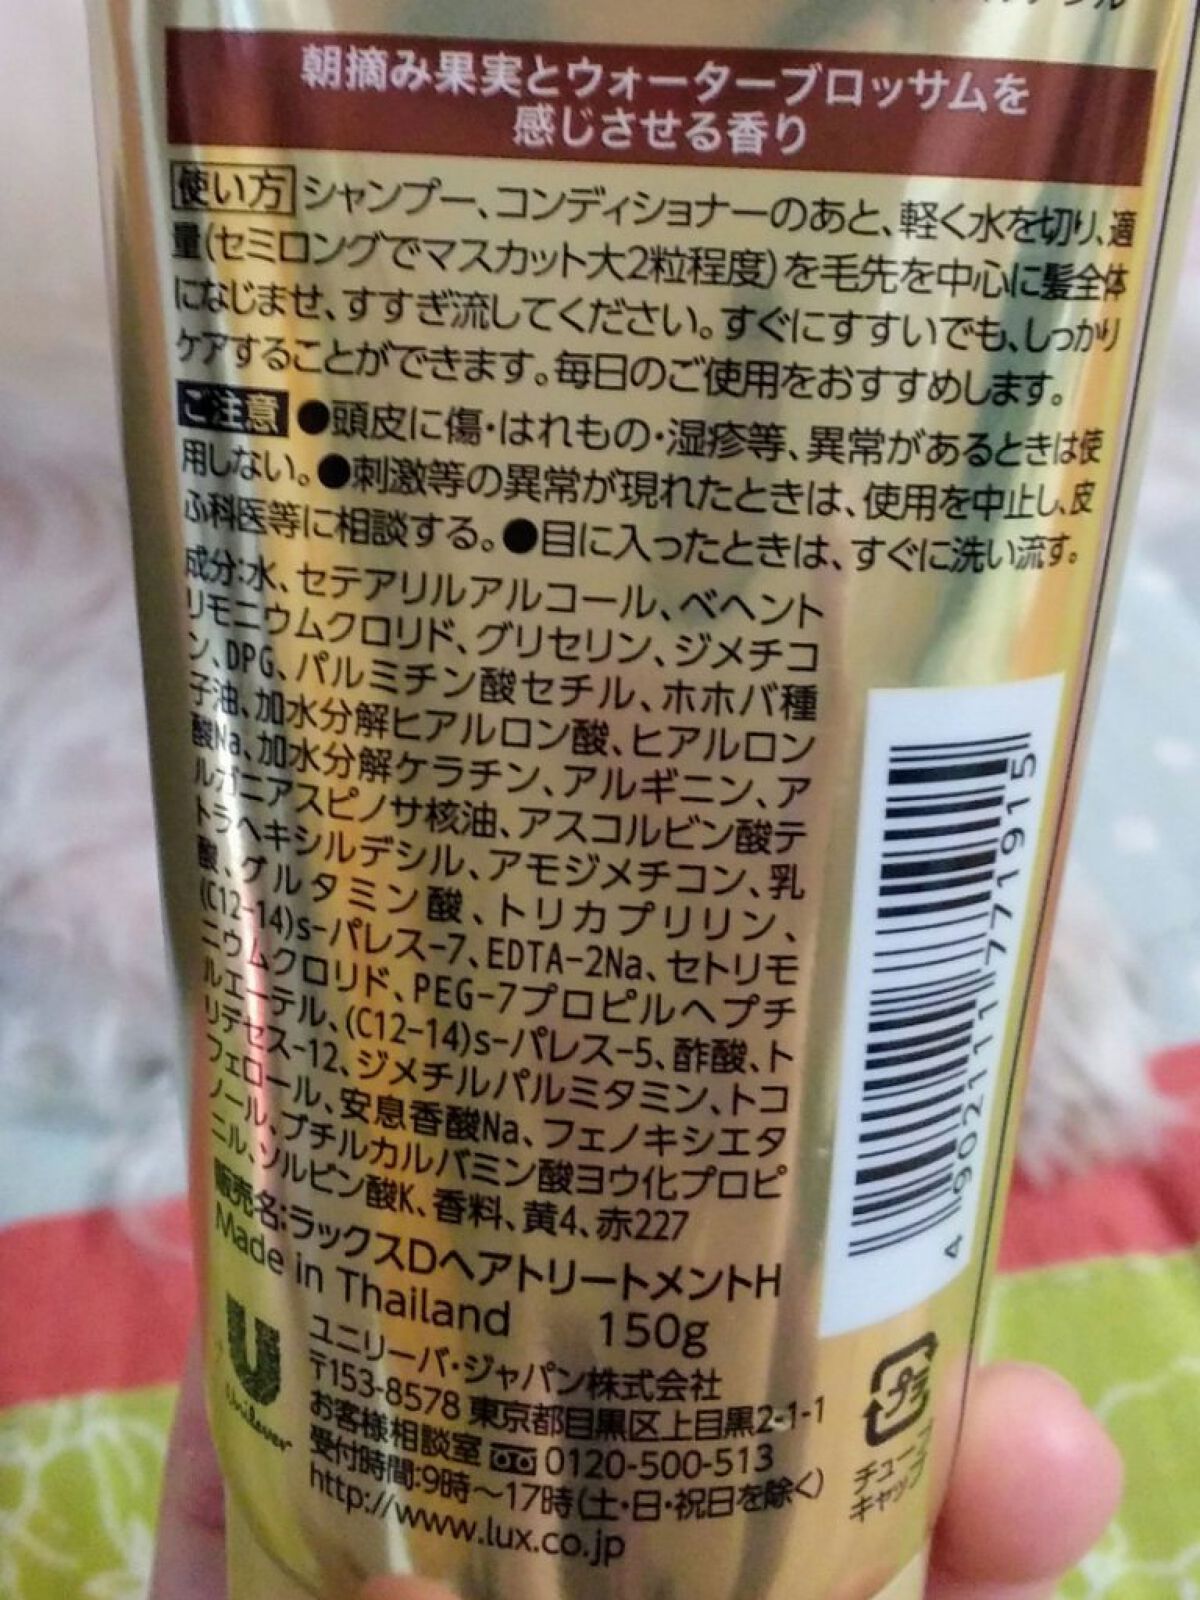 朝摘み果実とウォーターブロッサムを
感じさせる香り
使い方 シャンプー、コンディショナーのあと、軽く水を切り、適
量(セミロングでマスカット大2粒程度)を毛先を中心に髪全体
になじませ、すすぎ流してください。すぐにすすいでも、しっかり
ケアすることができます。毎日のご使用をおすすめします。
ご注意 ●頭皮に傷・はれもの・湿疹等、異常があるときは使
用しない。●刺激等の異常が現れたときは、使用を中止し、皮
ふ科医等に相談する。●目に入ったときは、すぐに洗い流す。
成分:水、セテアリルアルコール、ベヘント
リモニウムクロリド、グリセリン、ジメチコ
ン、DPG、パルミチン酸セチル、ホホバ種
子油、加水分解ヒアルロン酸、ヒアルロン
酸Na、加水分解ケラチン、アルギニン、ア
ルガニアスピノサ核油、アスコルビン酸テ
トラヘキシルデシル、アモジメチコン、乳
酸、グルタミン酸、トリカプリリン、
(C12-14)s-パレス-7、EDTA-2Na、セトリモ
ニウムクロリド、PEG-7プロピルヘプチ
ルエーテル、(C12-14)s-パレス-5、酢酸、ト
リデセス-12、ジメチルパルミタミン、トコ
フェロール、安息香酸Na、フェノキシエタ
ノール、ブチルカルバミン酸ヨウ化プロピ
ニル、ソルビン酸K、香料、黄4、赤227
販売名:ラックスDヘアトリートメントH
Made in Thailand 150g
ユニリーバ・ジャパン株式会社
〒153-8578 東京都目黒区上目黒2-1-1
お客様相談室 0120-500-513
受付時間:9時〜17時(土・日・祝日を除く)
http://www.lux.co.jp
Unilever
4 902111 771915
プラ
チューブ
キャップ